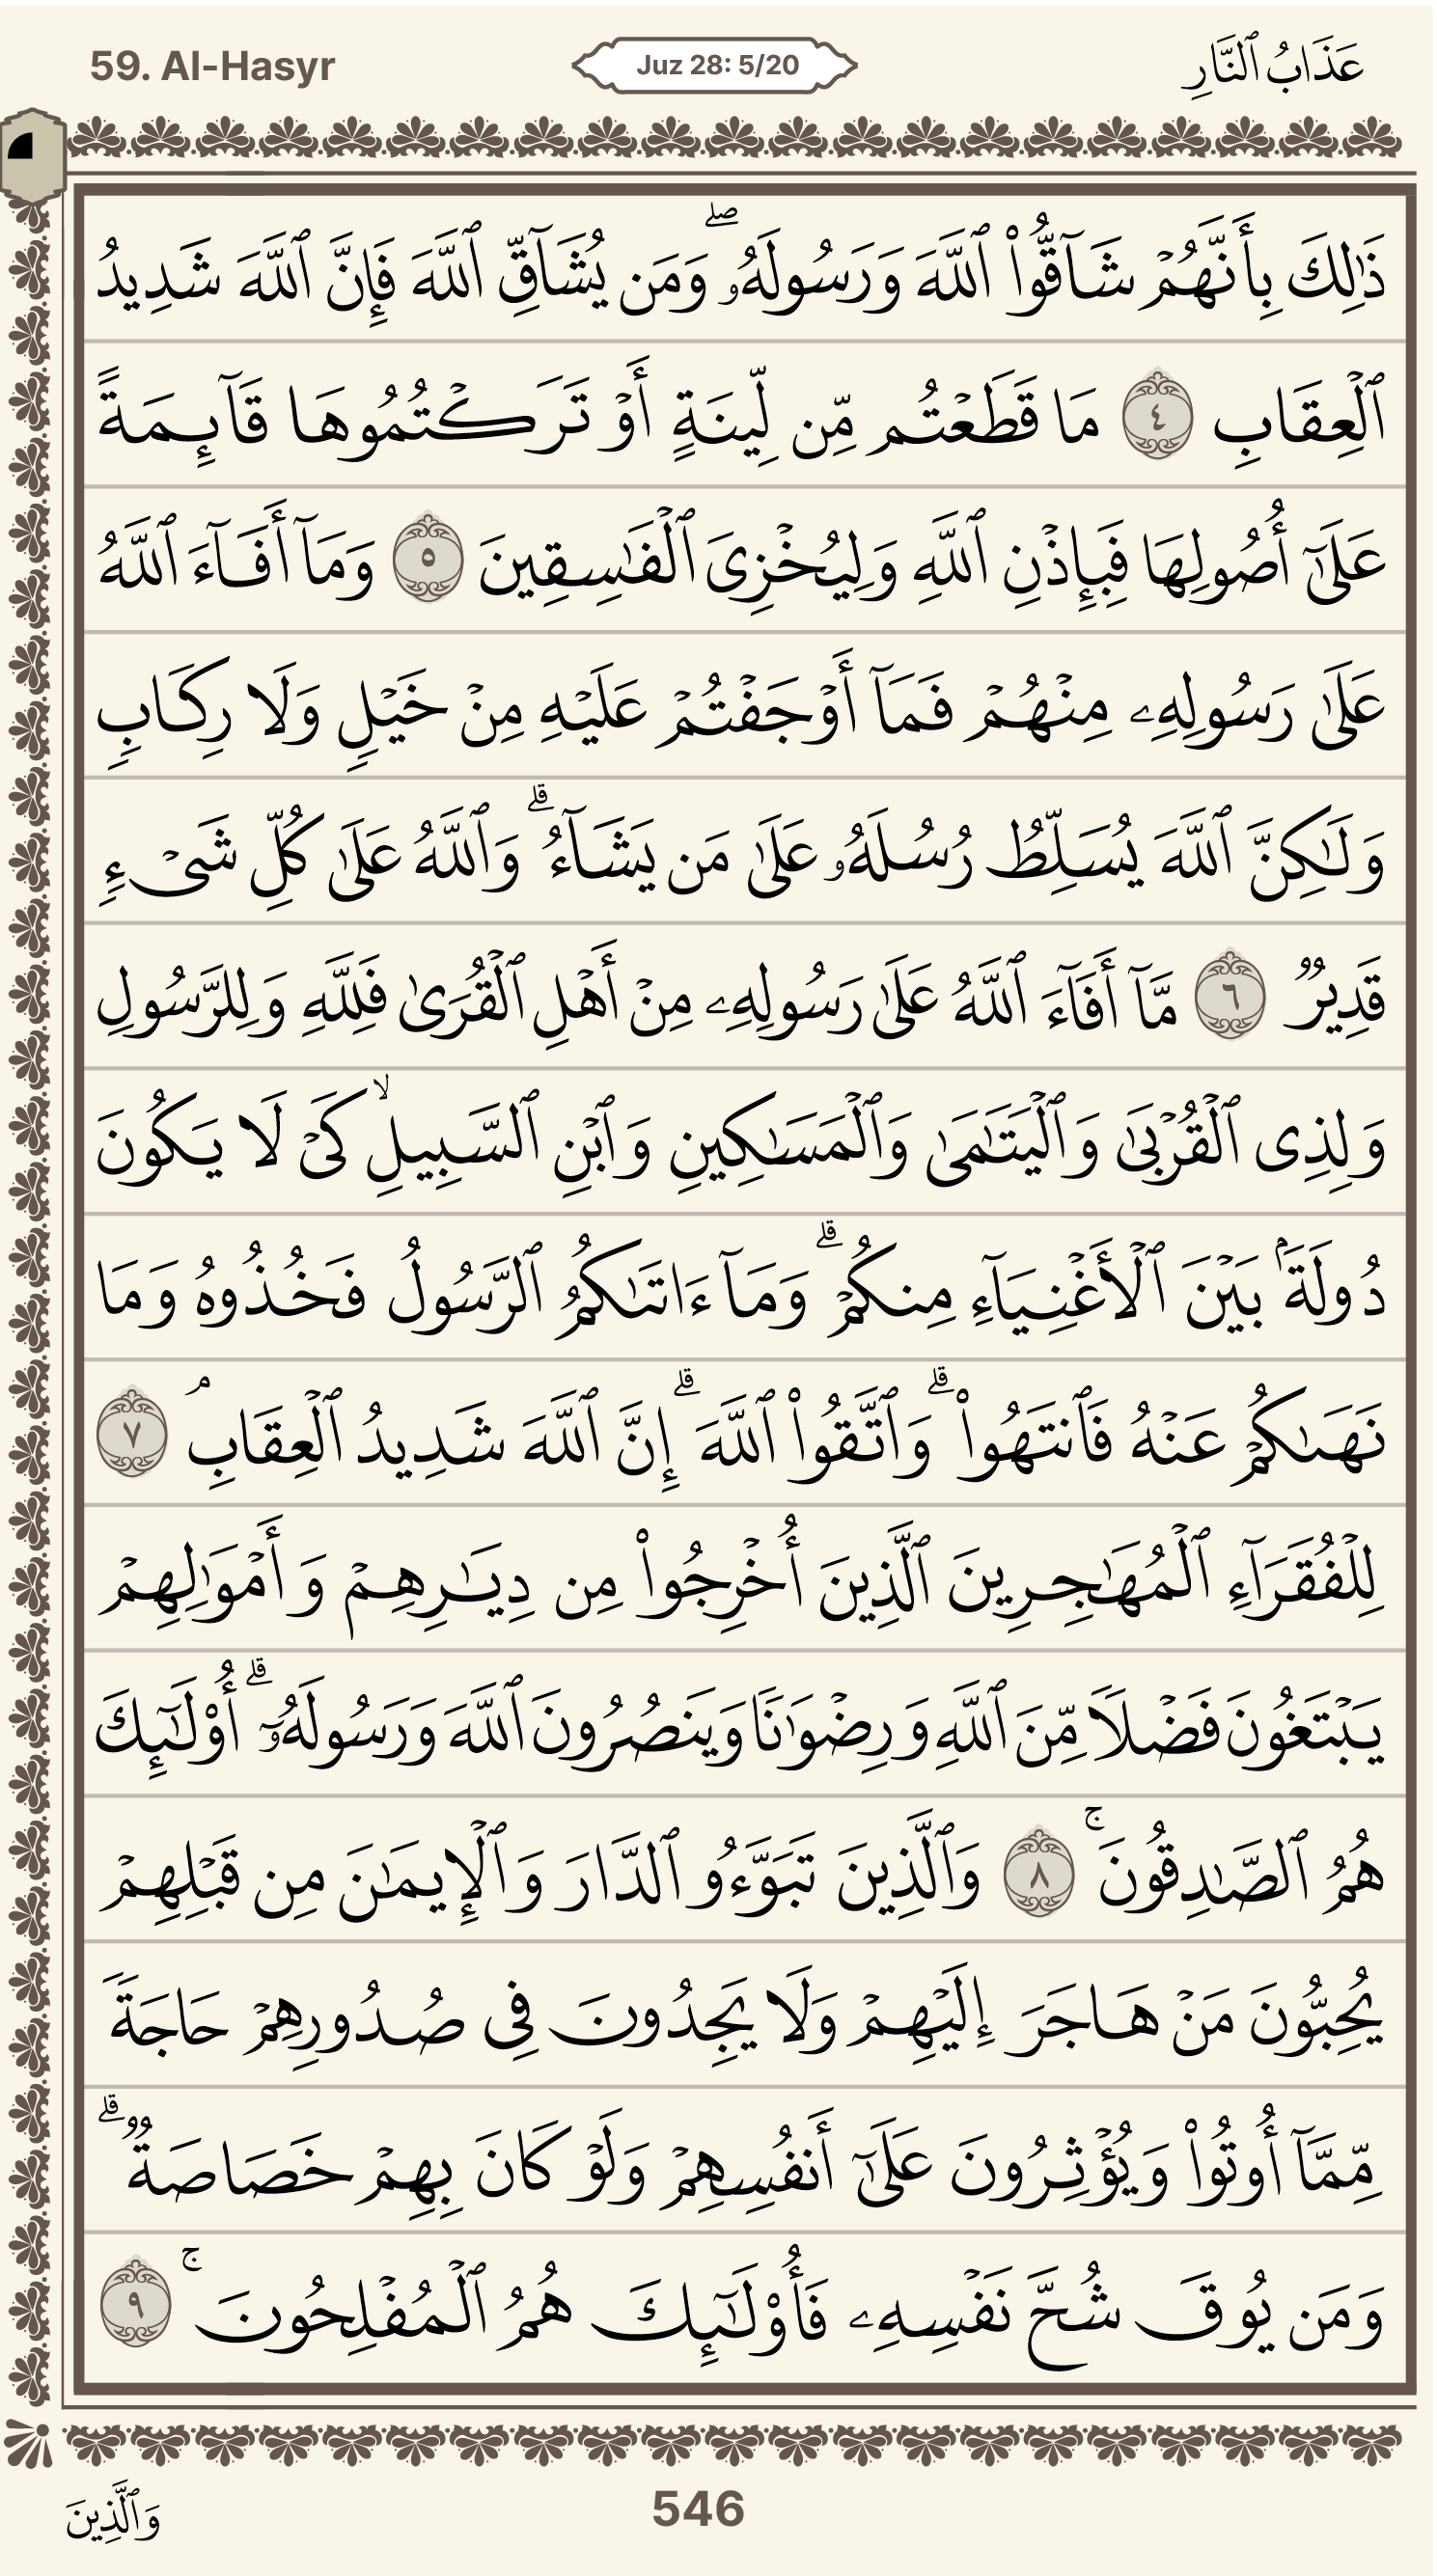 59. Al-Hasyr
Juz 28: 5/20
عَذَابُ ٱلنَّارِ
ذَٰلِكَ بِأَنَّهُمۡ شَآقُّواْ ٱللَّهَ وَرَسُولَهُۥۖ وَمَن يُشَآقِّ ٱللَّهَ فَإِنَّ ٱللَّهَ شَدِيدُ
ٱلۡعِقَابِ ٤ مَا قَطَعۡتُم مِّن لِّينَةٍ أَوۡ تَرَكۡتُمُوهَا قَآئِمَةً
عَلَىٰٓ أُصُولِهَا فَبِإِذۡنِ ٱللَّهِ وَلِيُخۡزِيَ ٱلۡفَٰسِقِينَ ٥ وَمَآ أَفَآءَ ٱللَّهُ
عَلَىٰ رَسُولِهِۦ مِنۡهُمۡ فَمَآ أَوۡجَفۡتُمۡ عَلَيۡهِ مِنۡ خَيۡلٖ وَلَا رِكَابٖ
وَلَٰكِنَّ ٱللَّهَ يُسَلِّطُ رُسُلَهُۥ عَلَىٰ مَن يَشَآءُۗ وَٱللَّهُ عَلَىٰ كُلِّ شَيۡءٖ
قَدِيرٞ ٦ مَّآ أَفَآءَ ٱللَّهُ عَلَىٰ رَسُولِهِۦ مِنۡ أَهۡلِ ٱلۡقُرَىٰ فَلِلَّهِ وَلِلرَّسُولِ
وَلِذِي ٱلۡقُرۡبَىٰ وَٱلۡيَتَٰمَىٰ وَٱلۡمَسَٰكِينِ وَٱبۡنِ ٱلسَّبِيلِۙ كَيۡ لَا يَكُونَ
دُولَةَۢ بَيۡنَ ٱلۡأَغۡنِيَآءِ مِنكُمۡۗ وَمَآ ءَاتَىٰكُمُ ٱلرَّسُولُ فَخُذُوهُ وَمَا
نَهَىٰكُمۡ عَنۡهُ فَٱنتَهُواْۗ وَٱتَّقُواْ ٱللَّهَۗ إِنَّ ٱللَّهَ شَدِيدُ ٱلۡعِقَابِۘ ٧
لِلۡفُقَرَآءِ ٱلۡمُهَٰجِرِينَ ٱلَّذِينَ أُخۡرِجُواْ مِن دِيَٰرِهِمۡ وَأَمۡوَٰلِهِمۡ
يَبۡتَغُونَ فَضۡلٗا مِّنَ ٱللَّهِ وَرِضۡوَٰنٗا وَيَنصُرُونَ ٱللَّهَ وَرَسُولَهُۥٓۗ أُوْلَٰٓئِكَ
هُمُ ٱلصَّٰدِقُونَۚ ٨ وَٱلَّذِينَ تَبَوَّءُو ٱلدَّارَ وَٱلۡإِيمَٰنَ مِن قَبۡلِهِمۡ
يُحِبُّونَ مَنۡ هَاجَرَ إِلَيۡهِمۡ وَلَا يَجِدُونَ فِي صُدُورِهِمۡ حَاجَةٗ
مِّمَّآ أُوتُواْ وَيُؤۡثِرُونَ عَلَىٰٓ أَنفُسِهِمۡ وَلَوۡ كَانَ بِهِمۡ خَصَاصَةٞۗ
وَمَن يُوقَ شُحَّ نَفۡسِهِۦ فَأُوْلَٰٓئِكَ هُمُ ٱلۡمُفۡلِحُونَۚ ٩
546
وَٱلَّذِينَ